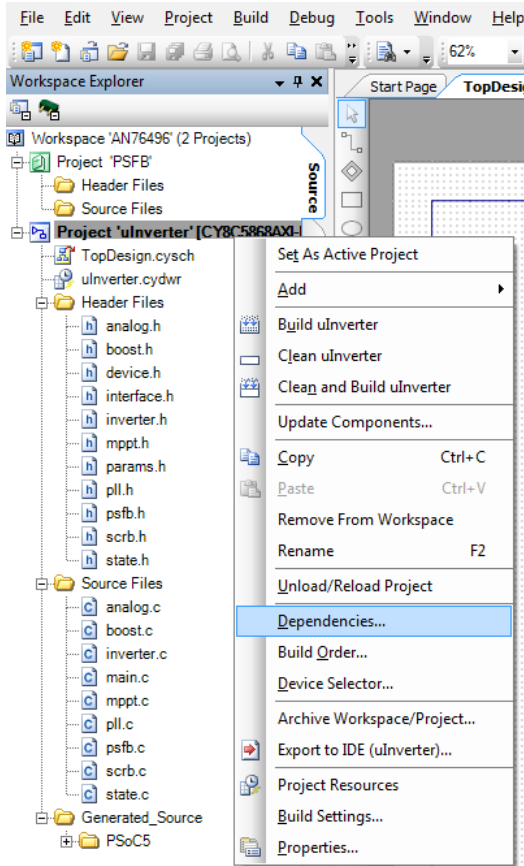 File Edit View Project Build Debug Tools Window Help
62%
Workspace Explorer
Start Page TopDesi
Workspace 'AN76496' (2 Projects)
Project 'PSFB'
Header Files
Source Files
Source
Project 'uInverter' [CY8C5868AXI-
TopDesign.cysch
uInverter.cydwr
Header Files
analog.h
boost.h
device.h
interface.h
inverter.h
mppt.h
params.h
pll.h
psfb.h
scrb.h
state.h
Source Files
analog.c
boost.c
inverter.c
main.c
mppt.c
pll.c
psfb.c
scrb.c
state.c
Generated_Source
PSoC5
Set As Active Project
Add
Build uInverter
Clean uInverter
Clean and Build uInverter
Update Components...
Copy Ctrl+C
Paste Ctrl+V
Remove From Workspace
Rename F2
Unload/Reload Project
Dependencies...
Build Order...
Device Selector...
Archive Workspace/Project...
Export to IDE (uInverter)...
Project Resources
Build Settings...
Properties...